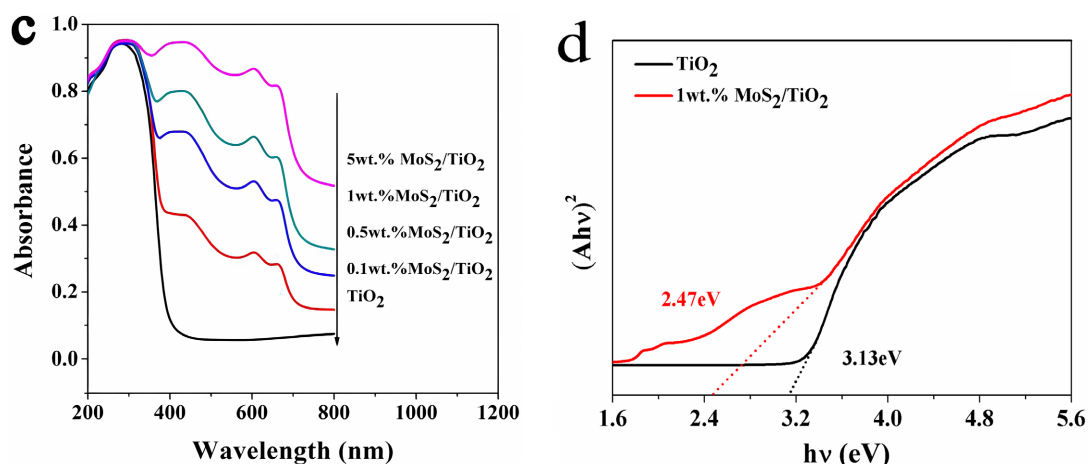 c
1.0
0.8
0.6
0.4
0.2
0.0
Absorbance
5wt.% MoS2/TiO2
1wt.%MoS2/TiO2
0.5wt.%MoS2/TiO2
0.1wt.%MoS2/TiO2
TiO2
200 400 600 800 1000 1200
Wavelength (nm)
d
TiO2
1wt.% MoS2/TiO2
(Ahν)2
2.47eV
3.13eV
1.6 2.4 3.2 4.0 4.8 5.6
hν (eV)